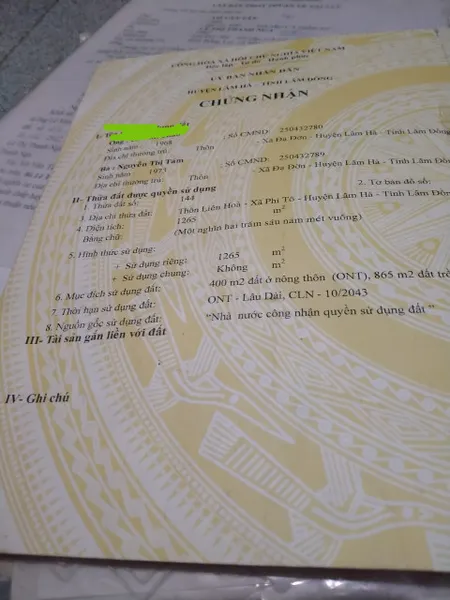 CỘNG HÒA XÃ HỘI CHỦ NGHĨA VIỆT NAM
Độc lập - Tự do - Hạnh phúc
ỦY BAN NHÂN DÂN
HUYỆN LÂM HÀ - TỈNH LÂM ĐỒNG
CHỨNG NHẬN
Ông
Số CMND: 250432780
Sinh năm : 1968
Địa chỉ thường trú: Thôn - Xã Đa Đờn - Huyện Lâm Hà - Tỉnh Lâm Đồng
Bà : Nguyễn Thị Tám Số CMND: 250432789
Sinh năm : 1973
Địa chỉ thường trú: Thôn - Xã Đa Đờn - Huyện Lâm Hà - Tỉnh Lâm Đồng
II- Thửa đất được quyền sử dụng
1. Thửa đất số: 144 2. Tờ bản đồ số:
3. Địa chỉ thửa đất: Thôn Liên Hoà - Xã Phi Tô - Huyện Lâm Hà - Tỉnh Lâm Đồng
4. Diện tích: 1265 m2
Bằng chữ: (Một nghìn hai trăm sáu mươi mét vuông)
5. Hình thức sử dụng:
+ Sử dụng riêng: 1265 m2
+ Sử dụng chung: Không m2
6. Mục đích sử dụng đất: 400 m2 đất ở nông thôn (ONT), 865 m2 đất
7. Thời hạn sử dụng đất: ONT - Lâu Dài, CLN - 10/2043
8. Nguồn gốc sử dụng đất: "Nhà nước công nhận quyền sử dụng đất "
III- Tài sản gắn liền với đất
IV- Ghi chú